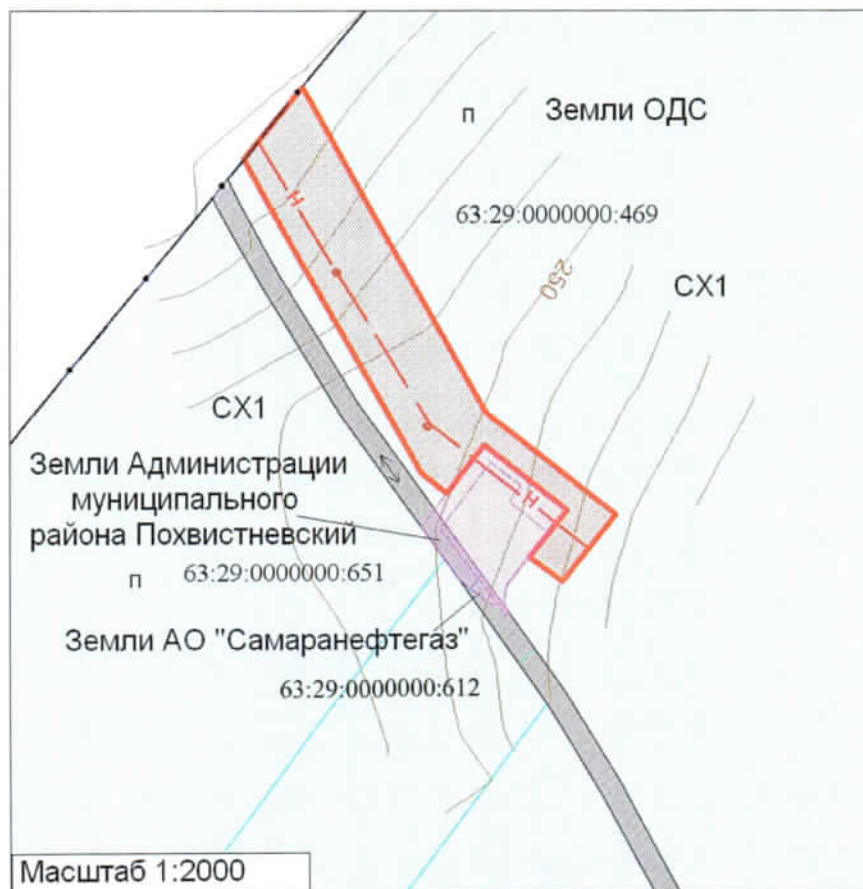 п Земли ОДС
63:29:0000000:469
Н
250
СХ1
СХ1
Земли Администрации
муниципального
района Похвистневский
п 63:29:0000000:651
Н
Земли АО "Самаранефтегаз"
63:29:0000000:612
Масштаб 1:2000